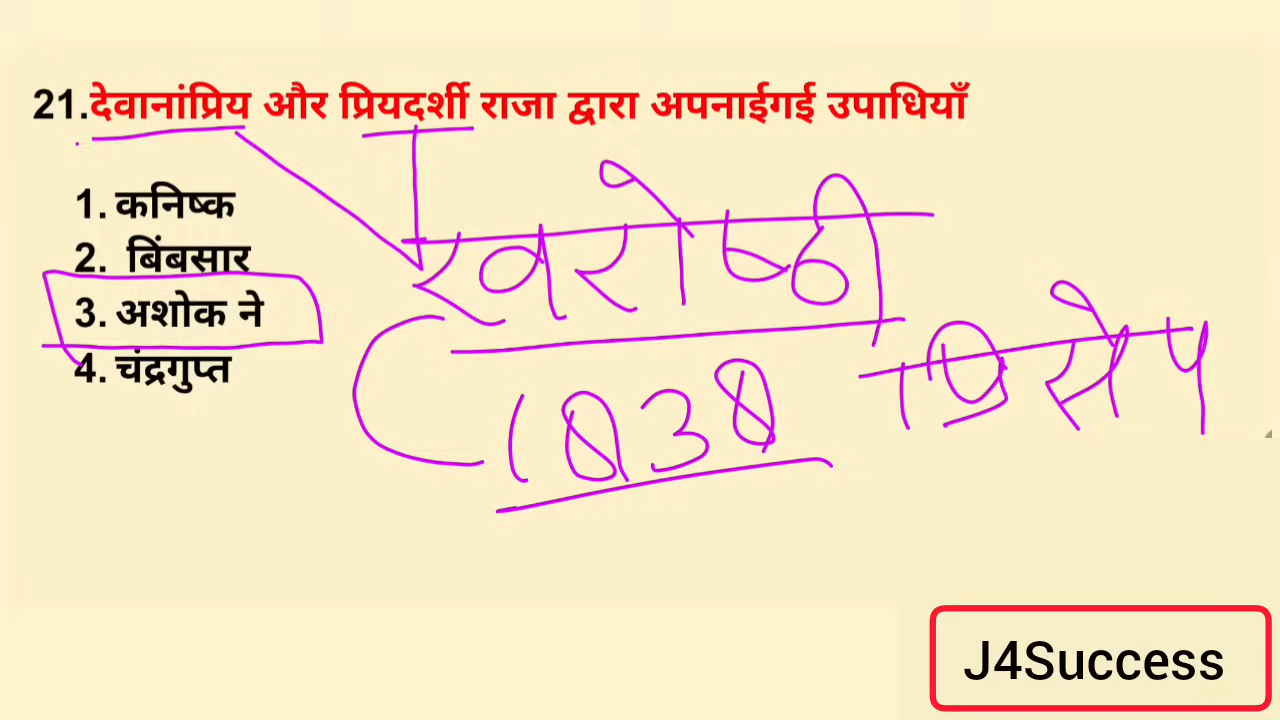 21.देवानांप्रिय और प्रियदर्शी राजा द्वारा अपनाईगई उपाधियाँ
1. कनिष्क
2. बिंबसार
3. अशोक ने
4. चंद्रगुप्त
खरोष्ठी
1838
प्रिंसेप
J4Success